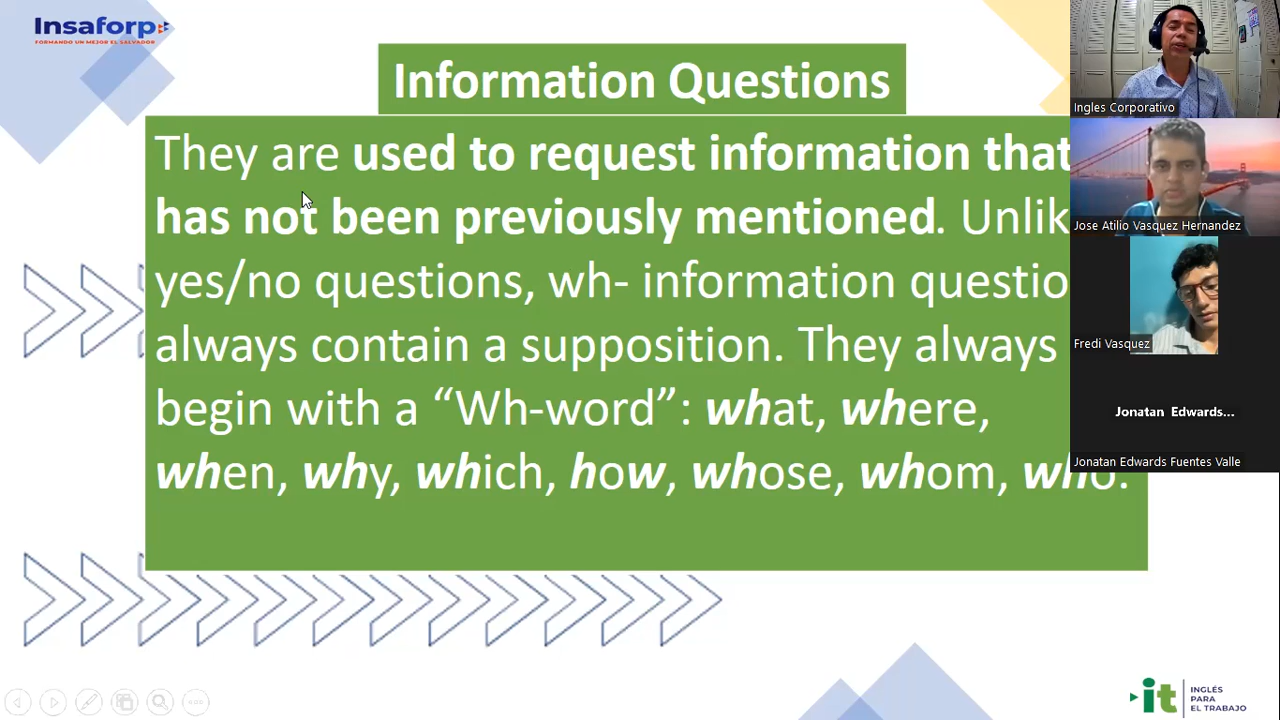 Insaforp
FORMANDO UN MEJOR EL SALVADOR
Information Questions
They are used to request information that
has not been previously mentioned. Unlik
yes/no questions, wh- information questio
always contain a supposition. They always
begin with a “Wh-word”: what, where,
when, why, which, how, whose, whom, who.
Ingles Corporativo
Jose Atilio Vasquez Hernandez
Fredi Vasquez
Jonatan Edwards...
Jonatan Edwards Fuentes Valle
it
INGLÉS
PARA
EL TRABAJO